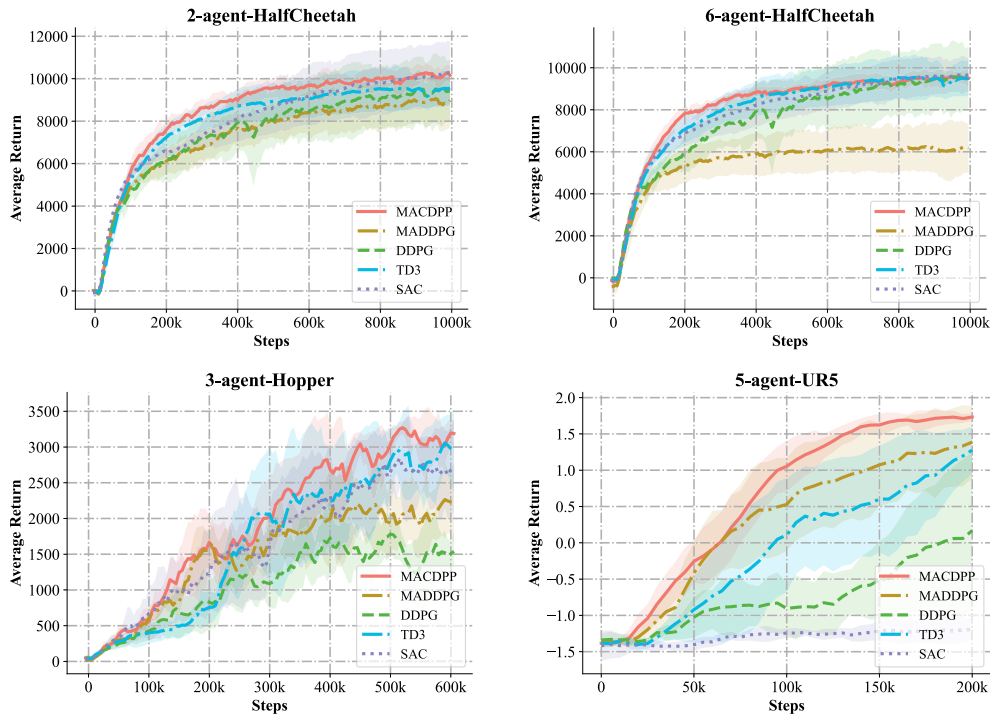 2-agent-HalfCheetah
12000
10000
8000
6000
4000
2000
0
Average Return
MACDPP
MADDPG
DDPG
TD3
SAC
0
200k
400k
600k
800k
1000k
Steps
6-agent-HalfCheetah
10000
8000
6000
4000
2000
0
Average Return
MACDPP
MADDPG
DDPG
TD3
SAC
0
200k
400k
600k
800k
1000k
Steps
3-agent-Hopper
3500
3000
2500
2000
1500
1000
500
0
Average Return
MACDPP
MADDPG
DDPG
TD3
SAC
0
100k
200k
300k
400k
500k
600k
Steps
5-agent-UR5
2.0
1.5
1.0
0.5
0.0
−0.5
−1.0
−1.5
Average Return
MACDPP
MADDPG
DDPG
TD3
SAC
0
50k
100k
150k
200k
Steps